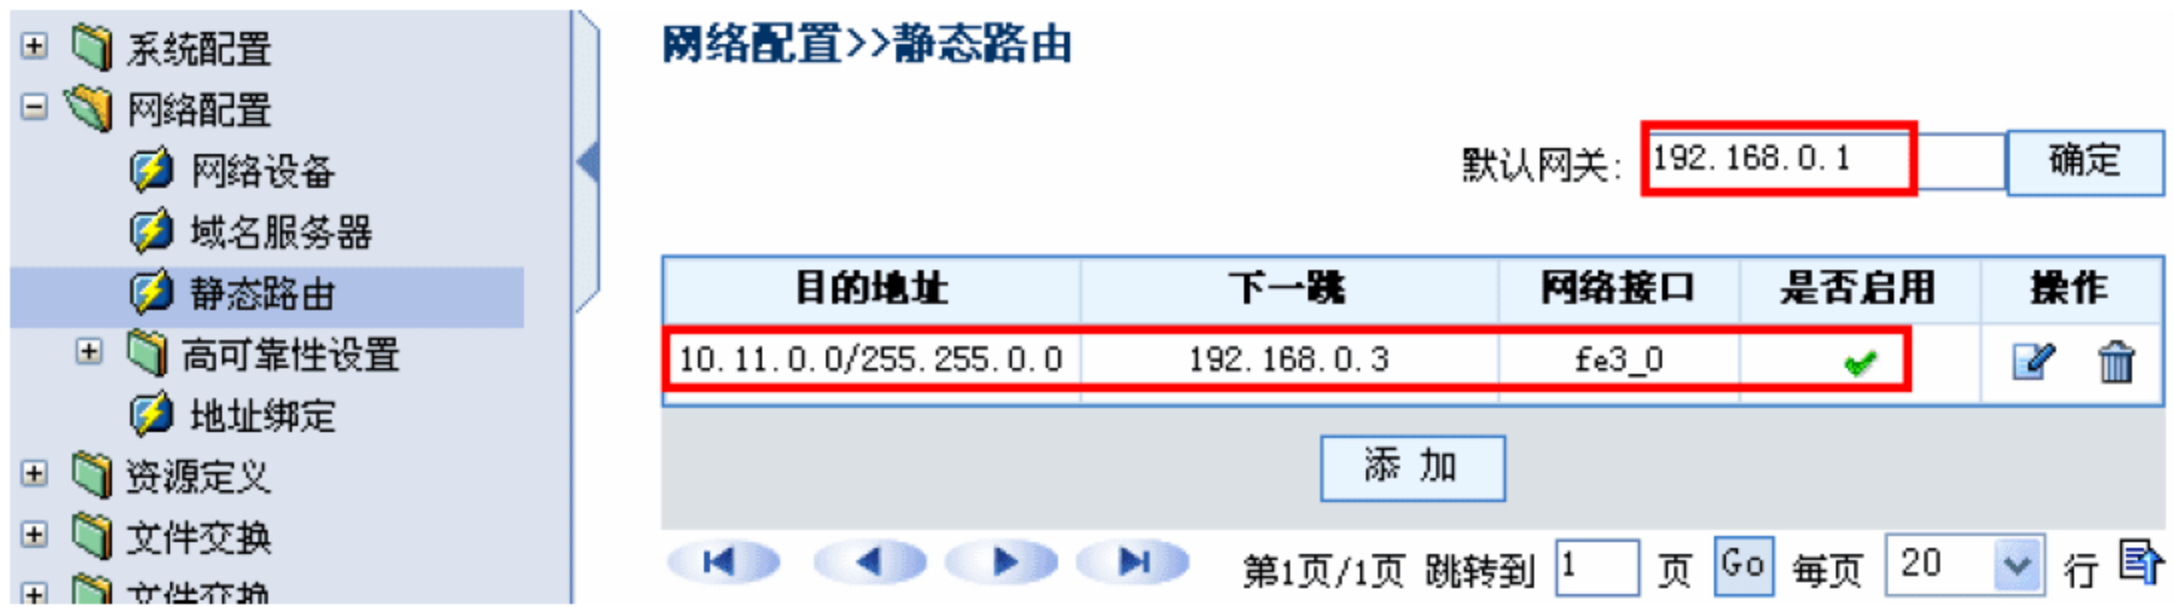 系统配置
网络配置
网络设备
域名服务器
静态路由
高可靠性设置
地址绑定
资源定义
文件交换
文件交换
网络配置>>静态路由
默认网关: 192.168.0.1 确定
目的地址 下一跳 网络接口 是否启用 操作
10.11.0.0/255.255.0.0 192.168.0.3 fe3_0
添 加
第1页/1页 跳转到 1 页 Go 每页 20 行